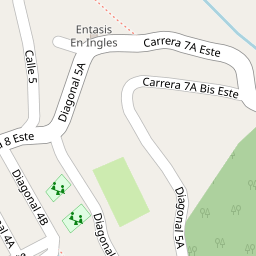 Entasis
En Ingles
Carrera 7A Este
Calle 5
Diagonal 5A
Carrera 7A Bis Este
8 Este
Diagonal 4B
Diagonal 5A
Diagonal
4A